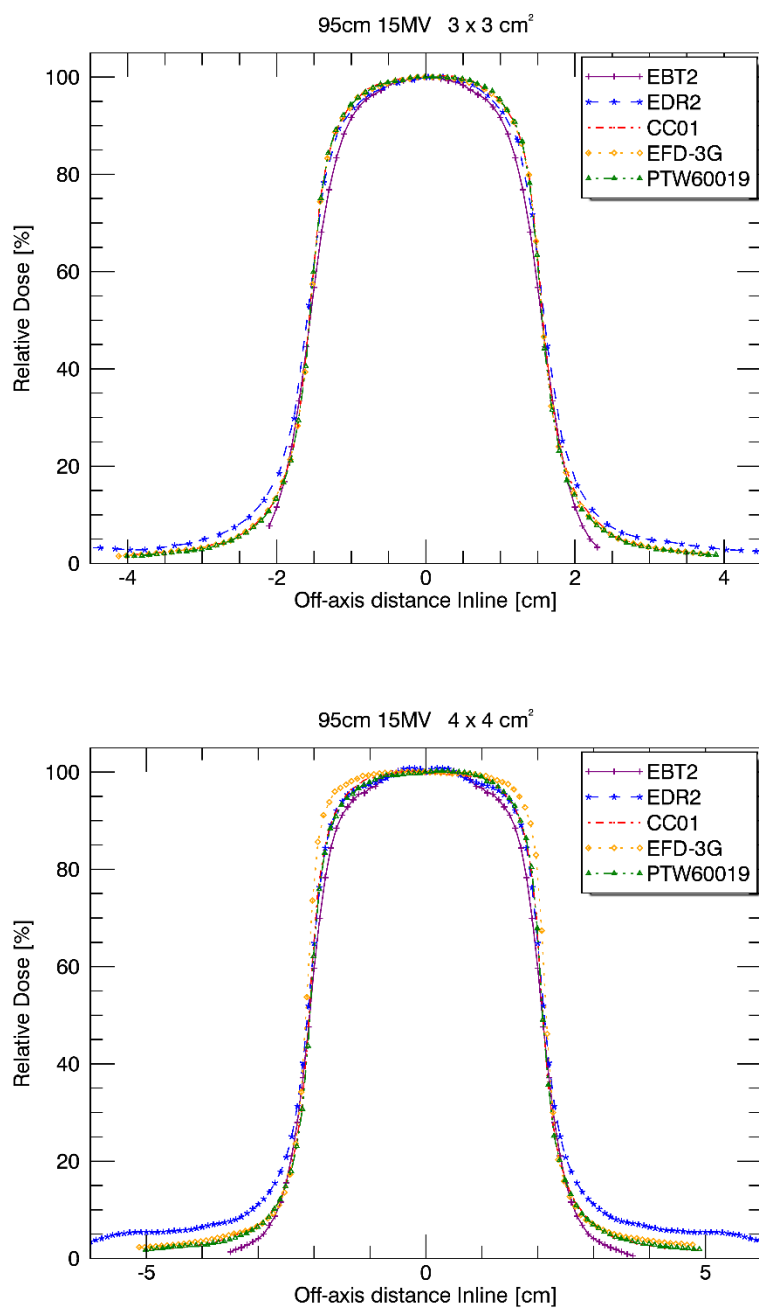 95cm 15MV 3 x 3 cm²
100
80
60
40
20
0
Relative Dose [%]
EBT2
EDR2
CC01
EFD-3G
PTW60019
-4 -2 0 2 4
Off-axis distance Inline [cm]
95cm 15MV 4 x 4 cm²
100
80
60
40
20
0
Relative Dose [%]
EBT2
EDR2
CC01
EFD-3G
PTW60019
-5 0 5
Off-axis distance Inline [cm]